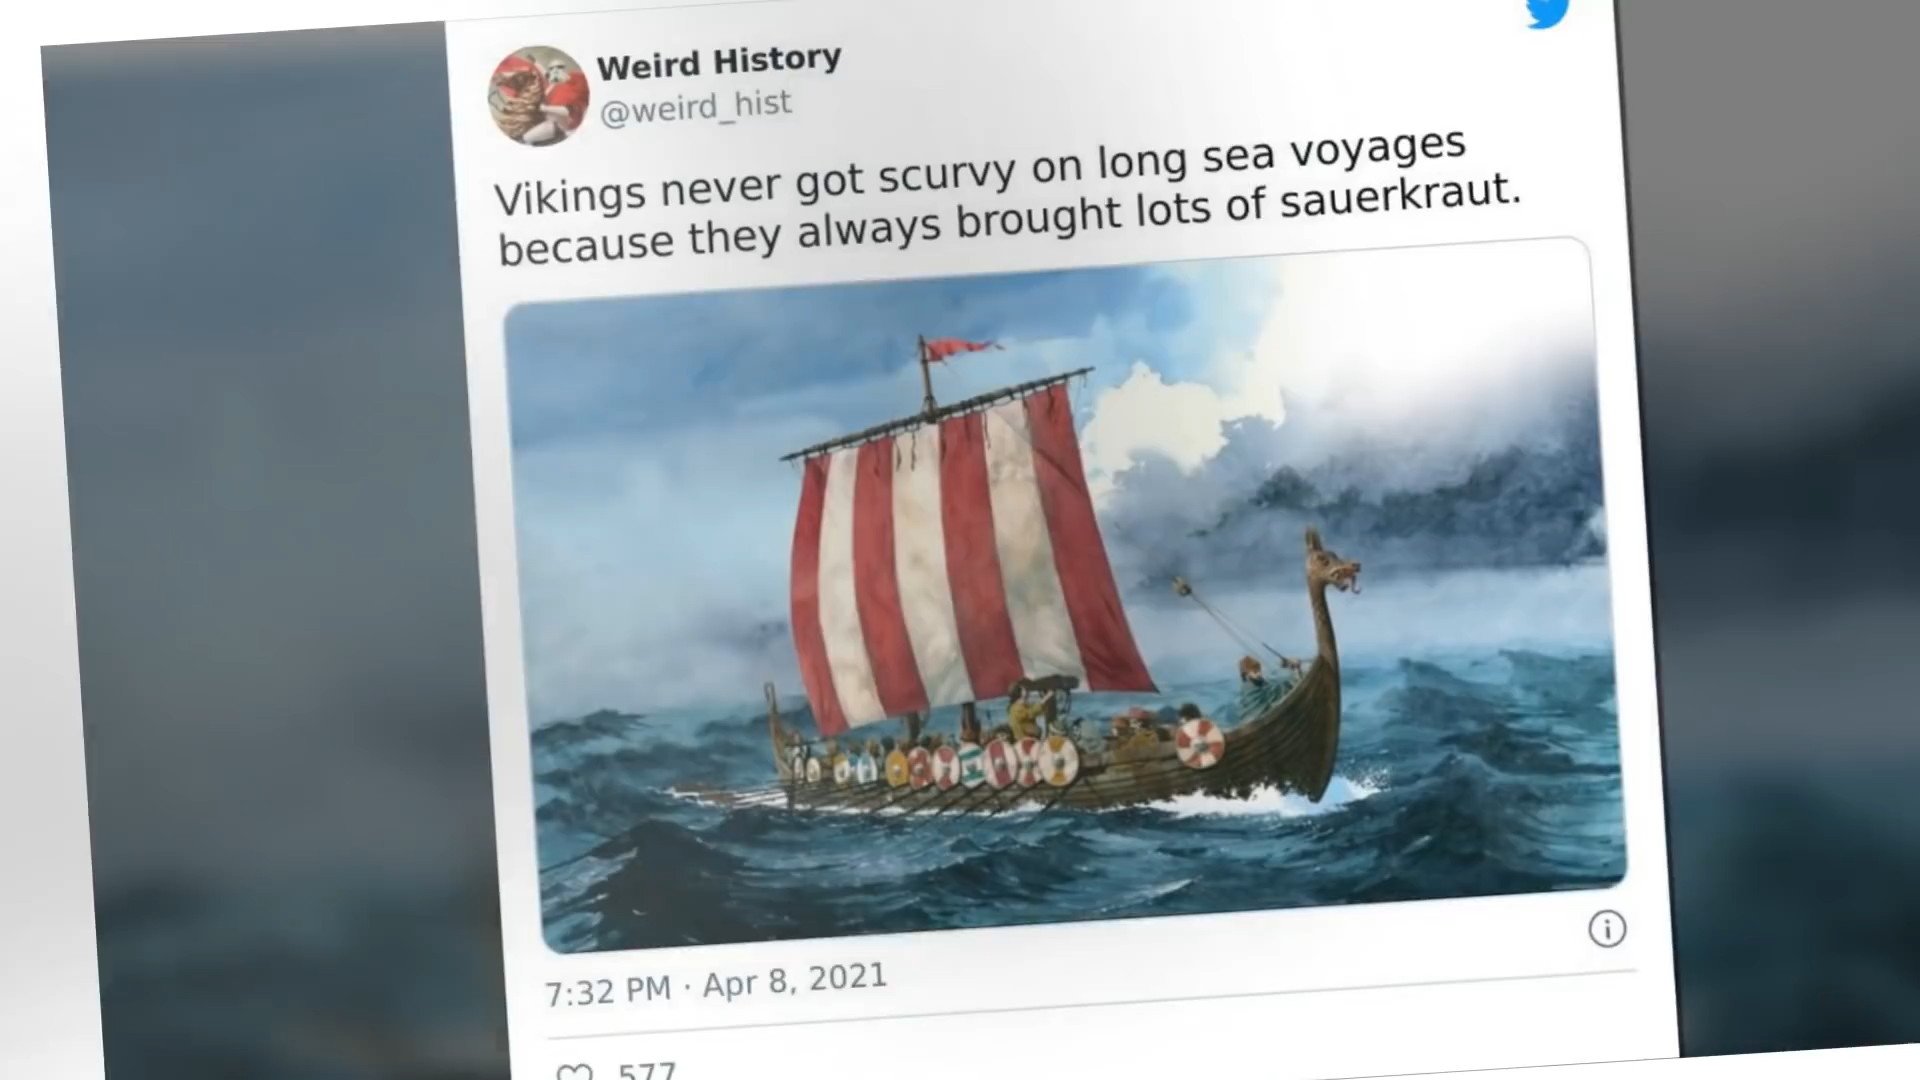 Weird History
@weird_hist
Vikings never got scurvy on long sea voyages
because they always brought lots of sauerkraut.
7:32 PM · Apr 8, 2021
577